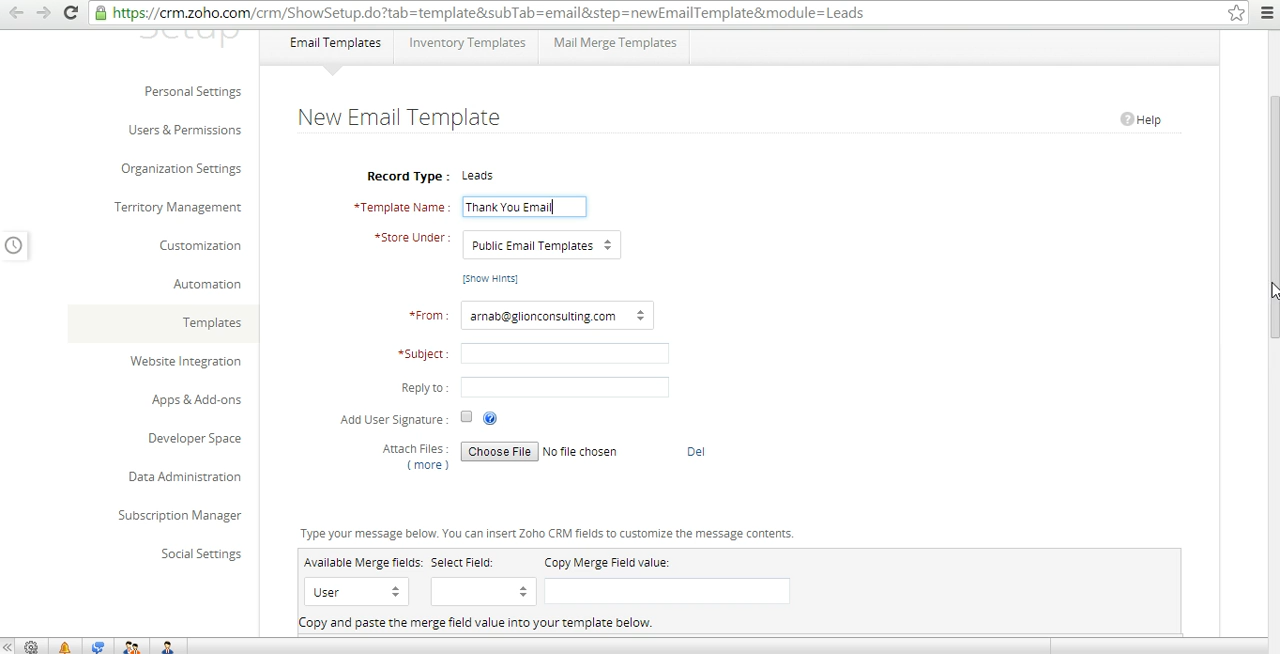 https://crm.zoho.com/crm/ShowSetup.do?tab=template&subTab=email&step=newEmailTemplate&module=Leads
Setup
Email Templates
Inventory Templates
Mail Merge Templates
Personal Settings
Users & Permissions
Organization Settings
Territory Management
Customization
Automation
Templates
Website Integration
Apps & Add-ons
Developer Space
Data Administration
Subscription Manager
Social Settings
New Email Template
Help
Record Type : Leads
*Template Name : Thank You Email
*Store Under : Public Email Templates
[Show Hints]
*From : arnab@glionconsulting.com
*Subject :
Reply to :
Add User Signature :
Attach Files : Choose File No file chosen Del
( more )
Type your message below. You can insert Zoho CRM fields to customize the message contents.
Available Merge fields: Select Field: Copy Merge Field value:
User
Copy and paste the merge field value into your template below.